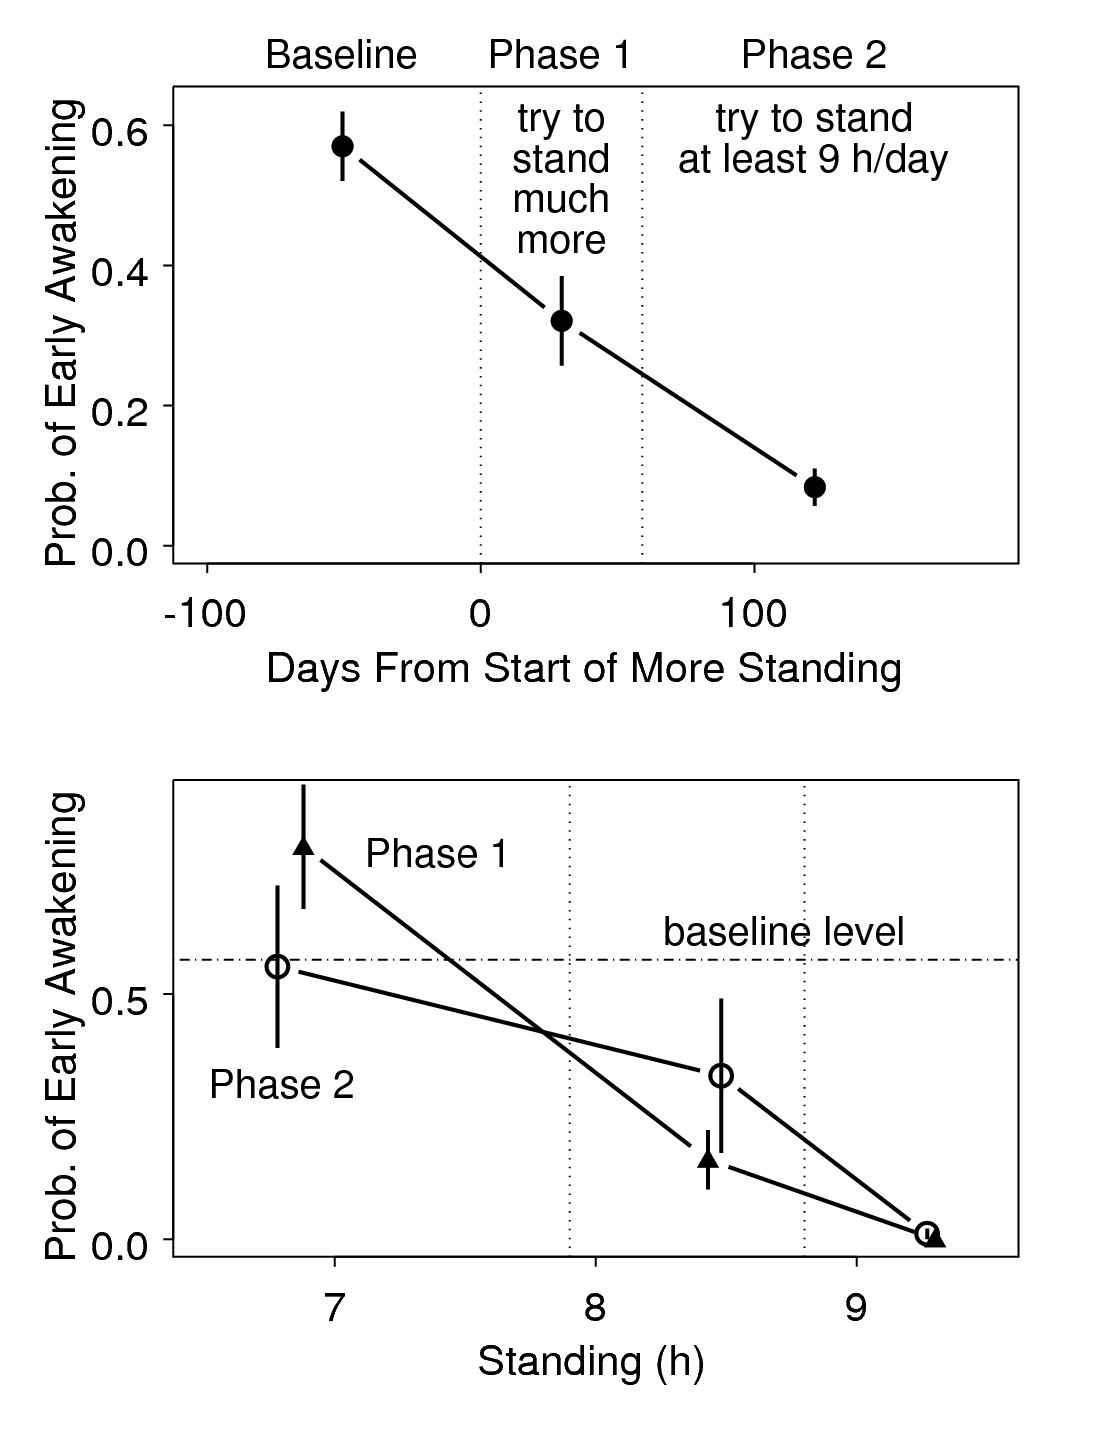 Baseline Phase 1 Phase 2
try to
stand
much
more
try to stand
at least 9 h/day
Prob. of Early Awakening
0.6
0.4
0.2
0.0
-100 0 100
Days From Start of More Standing
Phase 1
baseline level
Phase 2
Prob. of Early Awakening
0.5
0.0
7 8 9
Standing (h)